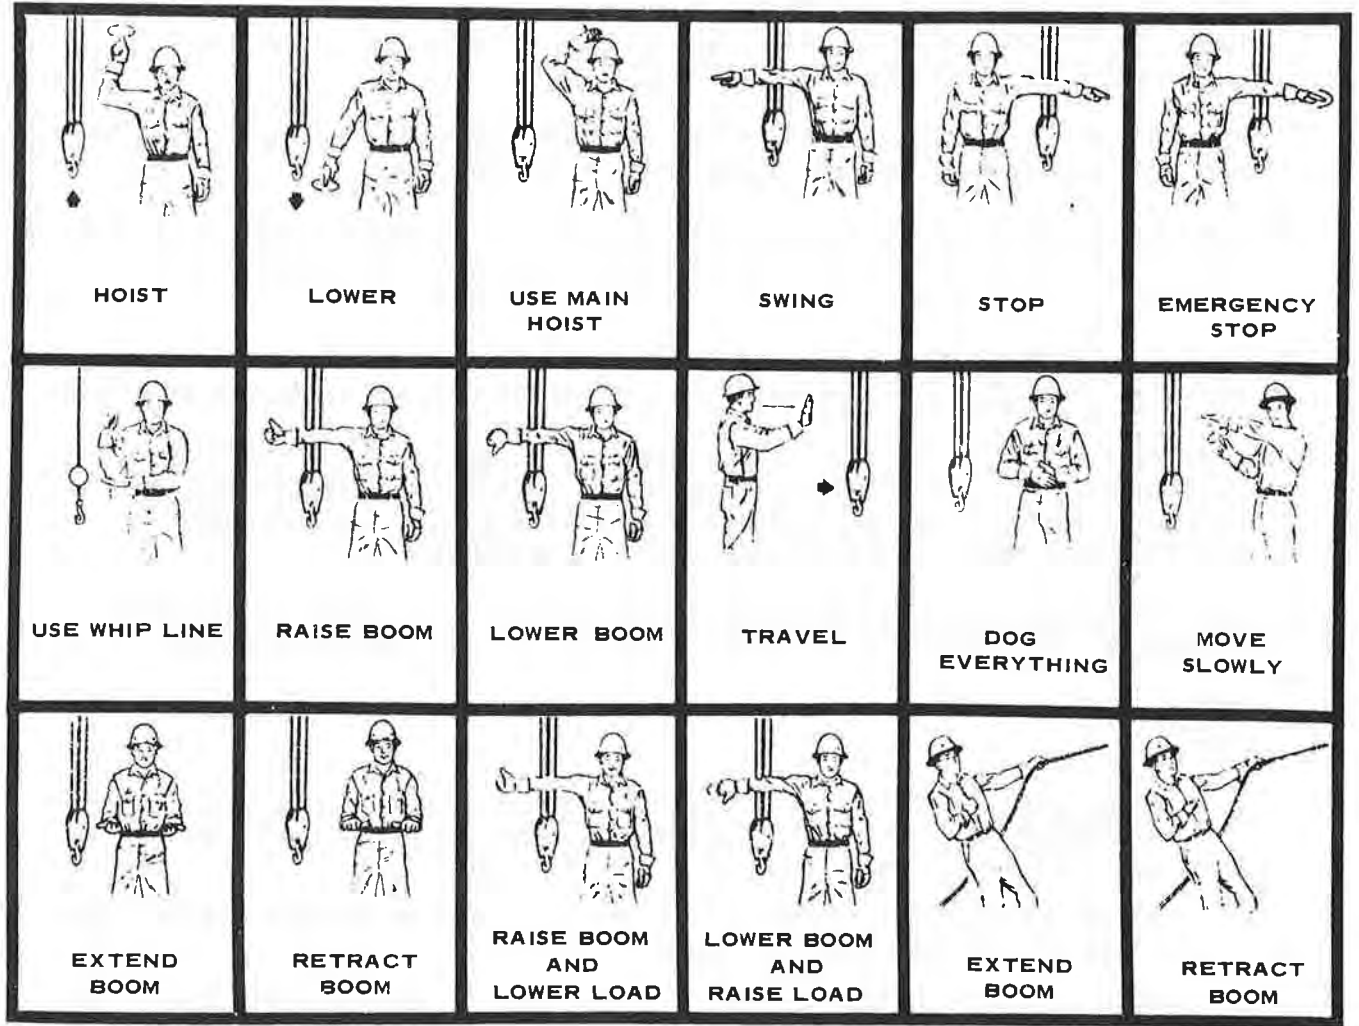 HOIST
LOWER
USE MAIN
HOIST
SWING
STOP
EMERGENCY
STOP
USE WHIP LINE
RAISE BOOM
LOWER BOOM
TRAVEL
DOG
EVERYTHING
MOVE
SLOWLY
EXTEND
BOOM
RETRACT
BOOM
RAISE BOOM
AND
LOWER LOAD
LOWER BOOM
AND
RAISE LOAD
EXTEND
BOOM
RETRACT
BOOM